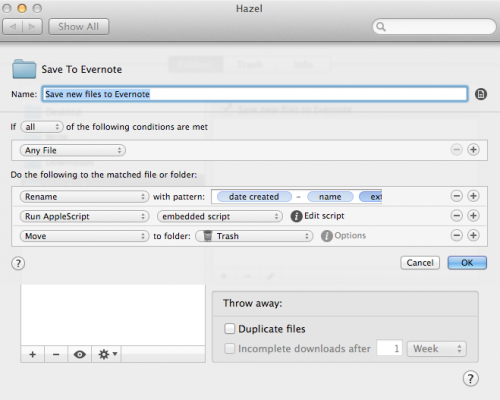 Hazel
Show All
Save To Evernote
Name: Save new files to Evernote
If all of the following conditions are met
Any File
Do the following to the matched file or folder:
Rename with pattern: date created - name ext
Run AppleScript embedded script Edit script
Move to folder: Trash Options
? Cancel OK
Throw away:
Duplicate files
Incomplete downloads after 1 Week
?